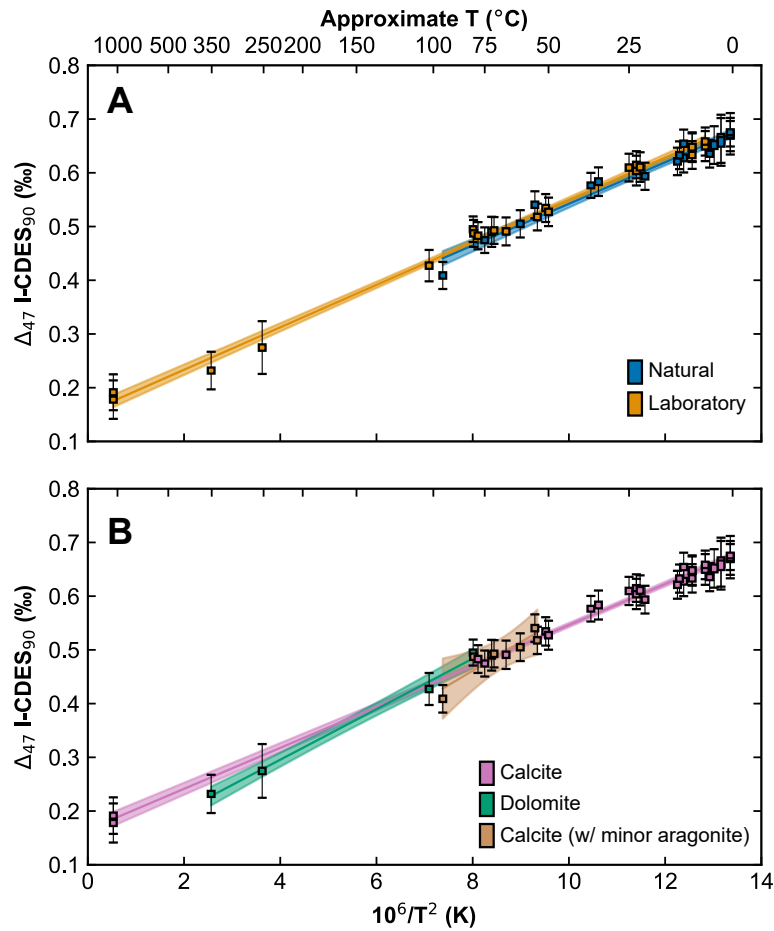 Approximate T (°C)
1000 500 350 250 200 150 100 75 50 25 0
A
0.8
0.7
0.6
0.5
0.4
0.3
0.2
0.1
Δ47 I-CDES90 (‰)
Natural
Laboratory
B
0.8
0.7
0.6
0.5
0.4
0.3
0.2
0.1
Δ47 I-CDES90 (‰)
Calcite
Dolomite
Calcite (w/ minor aragonite)
0 2 4 6 8 10 12 14
10⁶/T² (K)